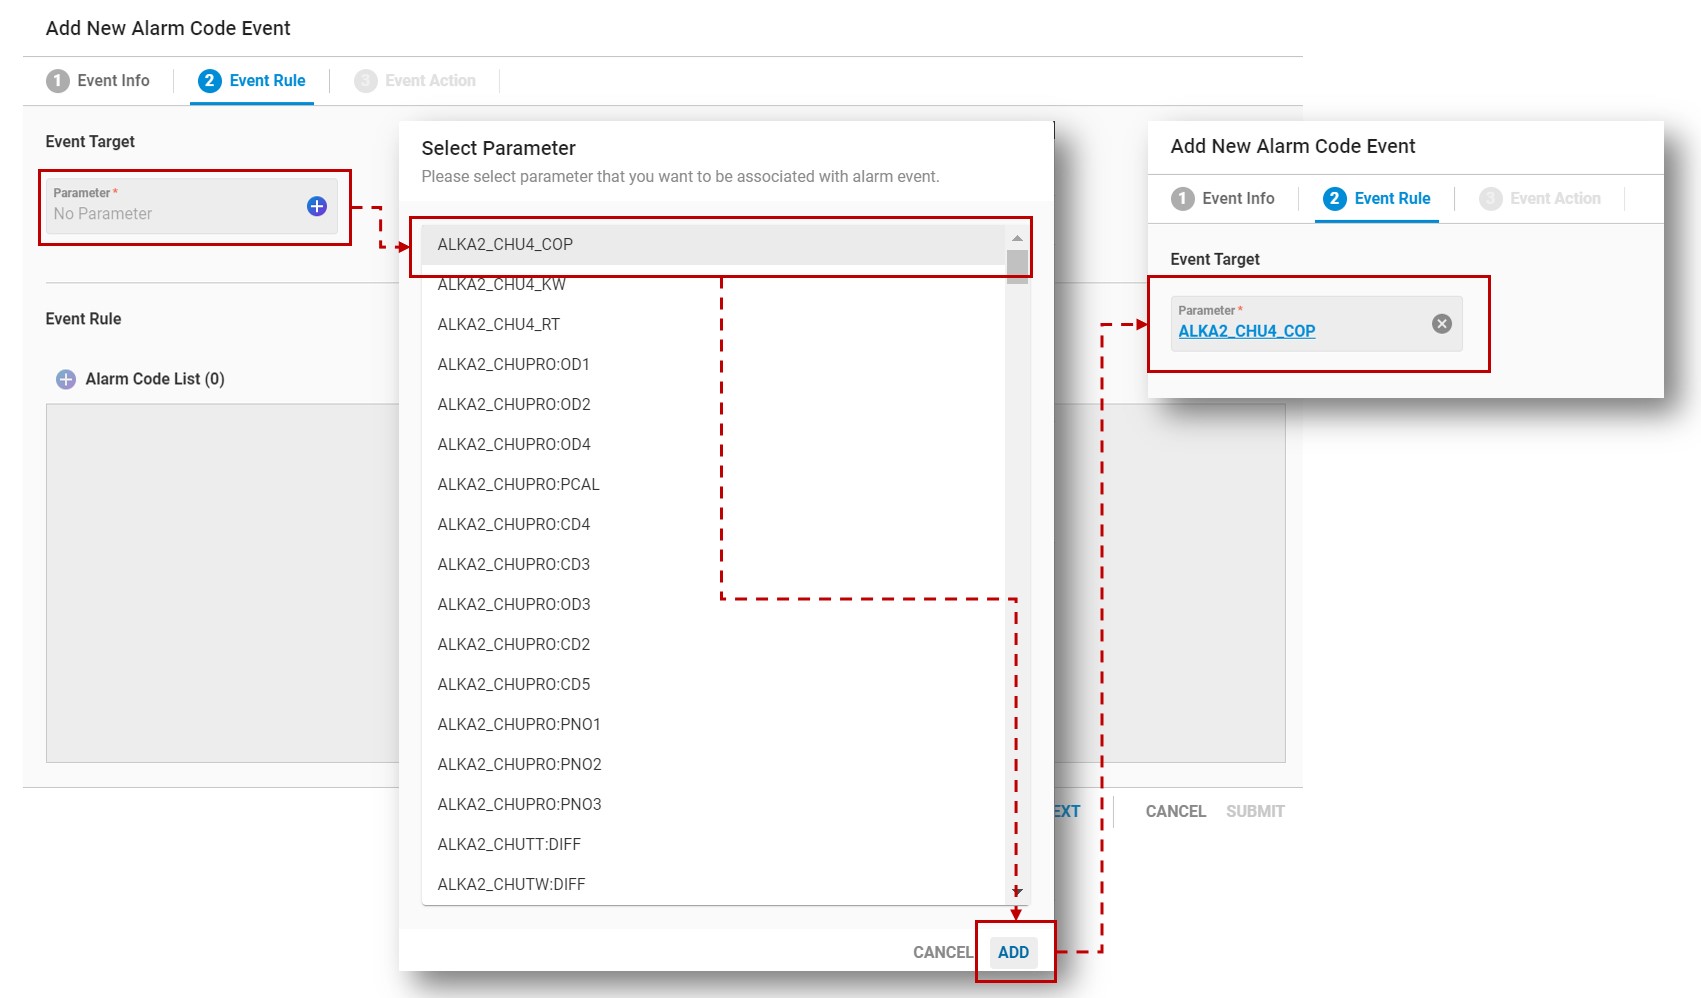 Add New Alarm Code Event
1 Event Info
2 Event Rule
3 Event Action
Event Target
Parameter *
No Parameter
Event Rule
Alarm Code List (0)
EXT
CANCEL
SUBMIT
Select Parameter
Please select parameter that you want to be associated with alarm event.
ALKA2_CHU4_COP
ALKA2_CHU4_KW
ALKA2_CHU4_RT
ALKA2_CHUPRO:OD1
ALKA2_CHUPRO:OD2
ALKA2_CHUPRO:OD4
ALKA2_CHUPRO:PCAL
ALKA2_CHUPRO:CD4
ALKA2_CHUPRO:CD3
ALKA2_CHUPRO:OD3
ALKA2_CHUPRO:CD2
ALKA2_CHUPRO:CD5
ALKA2_CHUPRO:PNO1
ALKA2_CHUPRO:PNO2
ALKA2_CHUPRO:PNO3
ALKA2_CHUTT:DIFF
ALKA2_CHUTW:DIFF
CANCEL
ADD
Add New Alarm Code Event
1 Event Info
2 Event Rule
3 Event Action
Event Target
Parameter *
ALKA2_CHU4_COP